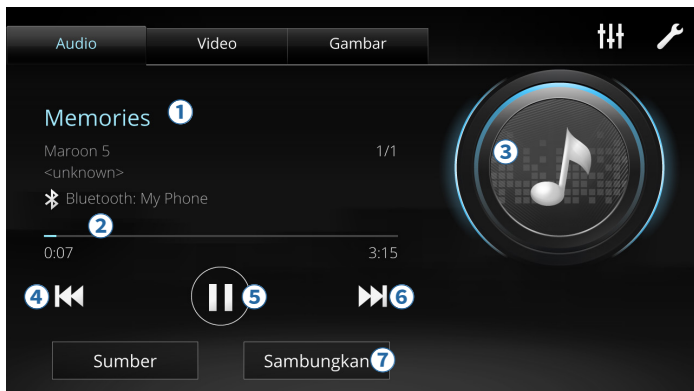 Audio Video Gambar
Memories 1
Maroon 5 1/1
<unknown>
Bluetooth: My Phone
2
3
0:07 3:15
4 5 6
Sumber Sambungkan 7